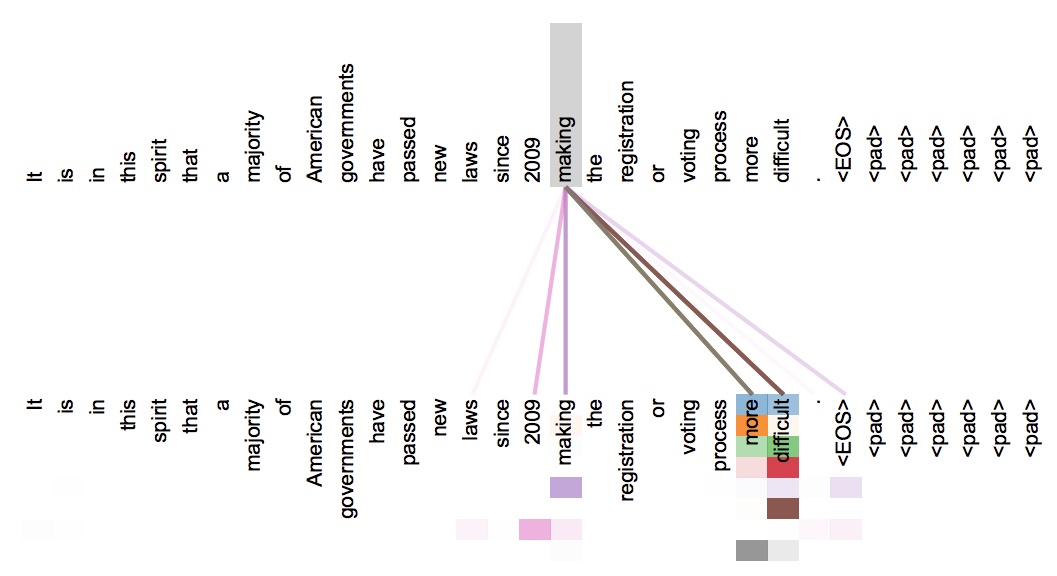 It is in this spirit that a majority of American governments have passed new laws since 2009 making the registration or voting process more difficult . <EOS> <pad> <pad> <pad> <pad> <pad> <pad>
It is in this spirit that a majority of American governments have passed new laws since 2009 making the registration or voting process more difficult . <EOS> <pad> <pad> <pad> <pad> <pad> <pad>